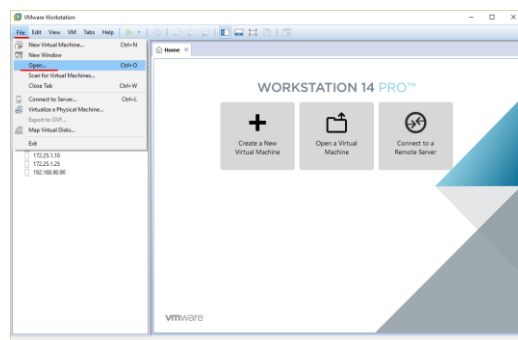 VMware Workstation
File Edit View VM Tabs Help
New Virtual Machine... Ctrl+N
New Window
Open... Ctrl+O
Scan for Virtual Machines...
Close Tab Ctrl+W
Connect to Server... Ctrl+L
Virtualize a Physical Machine...
Export to OVF...
Map Virtual Disks...
Exit
172.25.1.10
172.25.1.25
192.168.90.90
Home
WORKSTATION 14 PRO™
Create a New
Virtual Machine
Open a Virtual
Machine
Connect to a
Remote Server
vmware